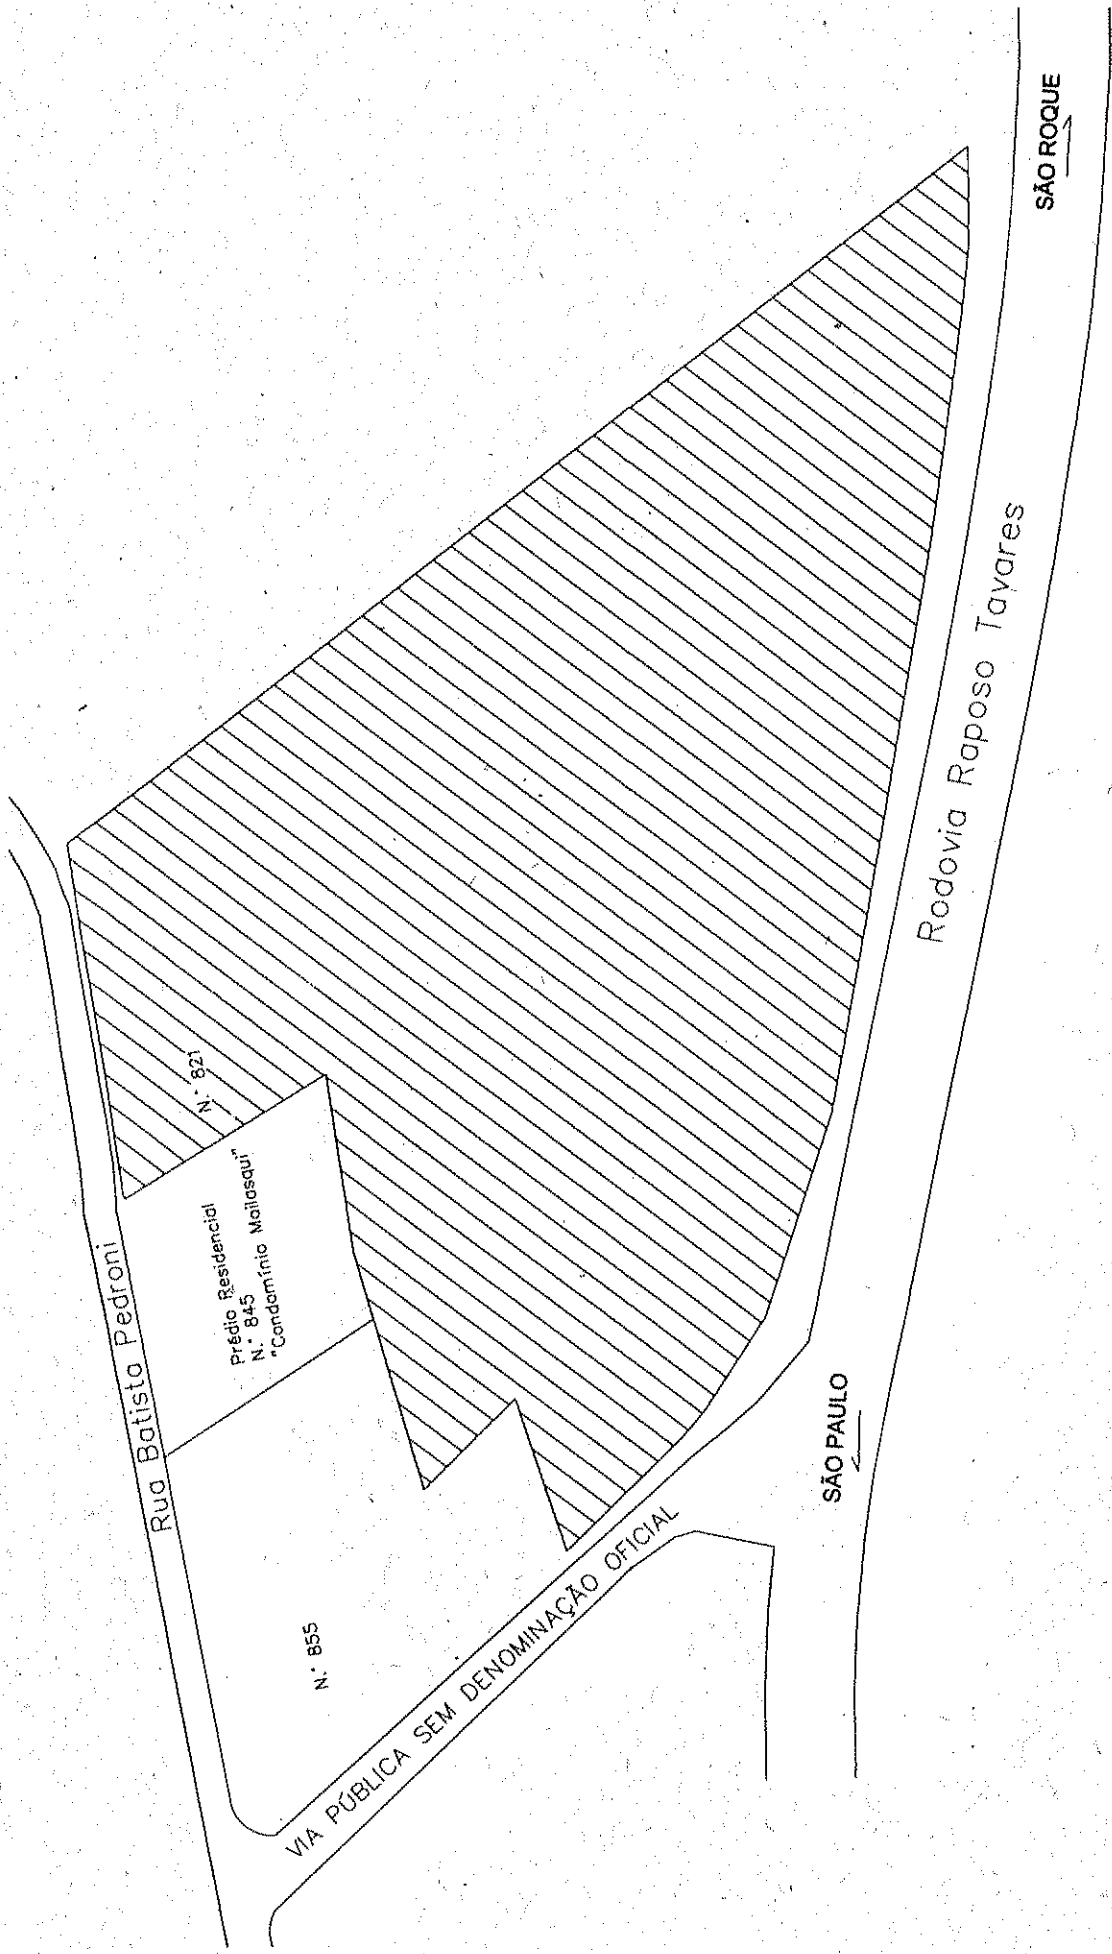 SÃO ROQUE
Rodovia Raposo Tavares
N.º 821
Prédio Residencial
N.º 845
"Condomínio Mailasqui"
Rua Batista Pedroni
SÃO PAULO
N.º 855
VIA PÚBLICA SEM DENOMINAÇÃO OFICIAL